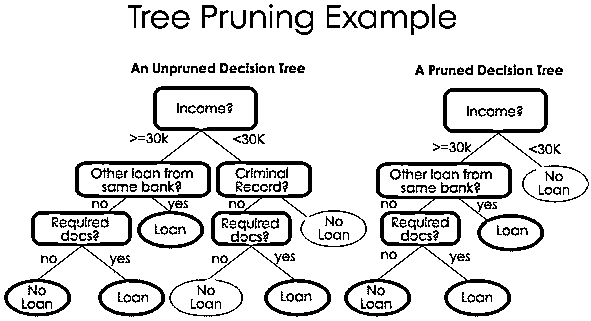 Tree Pruning Example
An Unpruned Decision Tree
A Pruned Decision Tree
Income?
Income?
>=30k
<30K
>=30k
<30K
Other loan from
same bank?
Criminal
Record?
Other loan from
same bank?
No
Loan
no
yes
no
no
yes
Required
docs?
Loan
Required
docs?
No
Loan
Required
docs?
Loan
no
yes
no
yes
no
yes
No
Loan
Loan
No
Loan
Loan
No
Loan
Loan